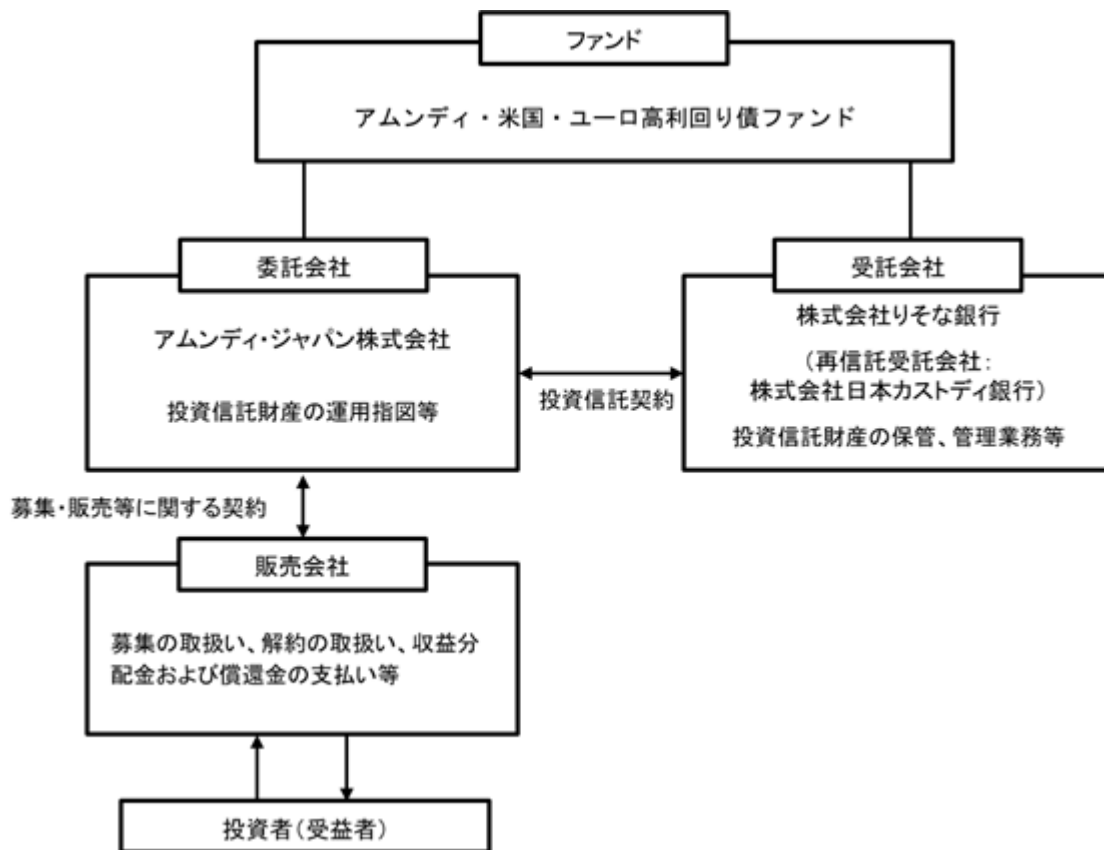 ファンド
アムンディ・米国・ユーロ高利回り債ファンド
委託会社
アムンディ・ジャパン株式会社
投資信託財産の運用指図等
投資信託契約
受託会社
株式会社りそな銀行
（再信託受託会社：
株式会社日本カストディ銀行）
投資信託財産の保管、管理業務等
募集・販売等に関する契約
販売会社
募集の取扱い、解約の取扱い、収益分
配金および償還金の支払い等
投資者（受益者）